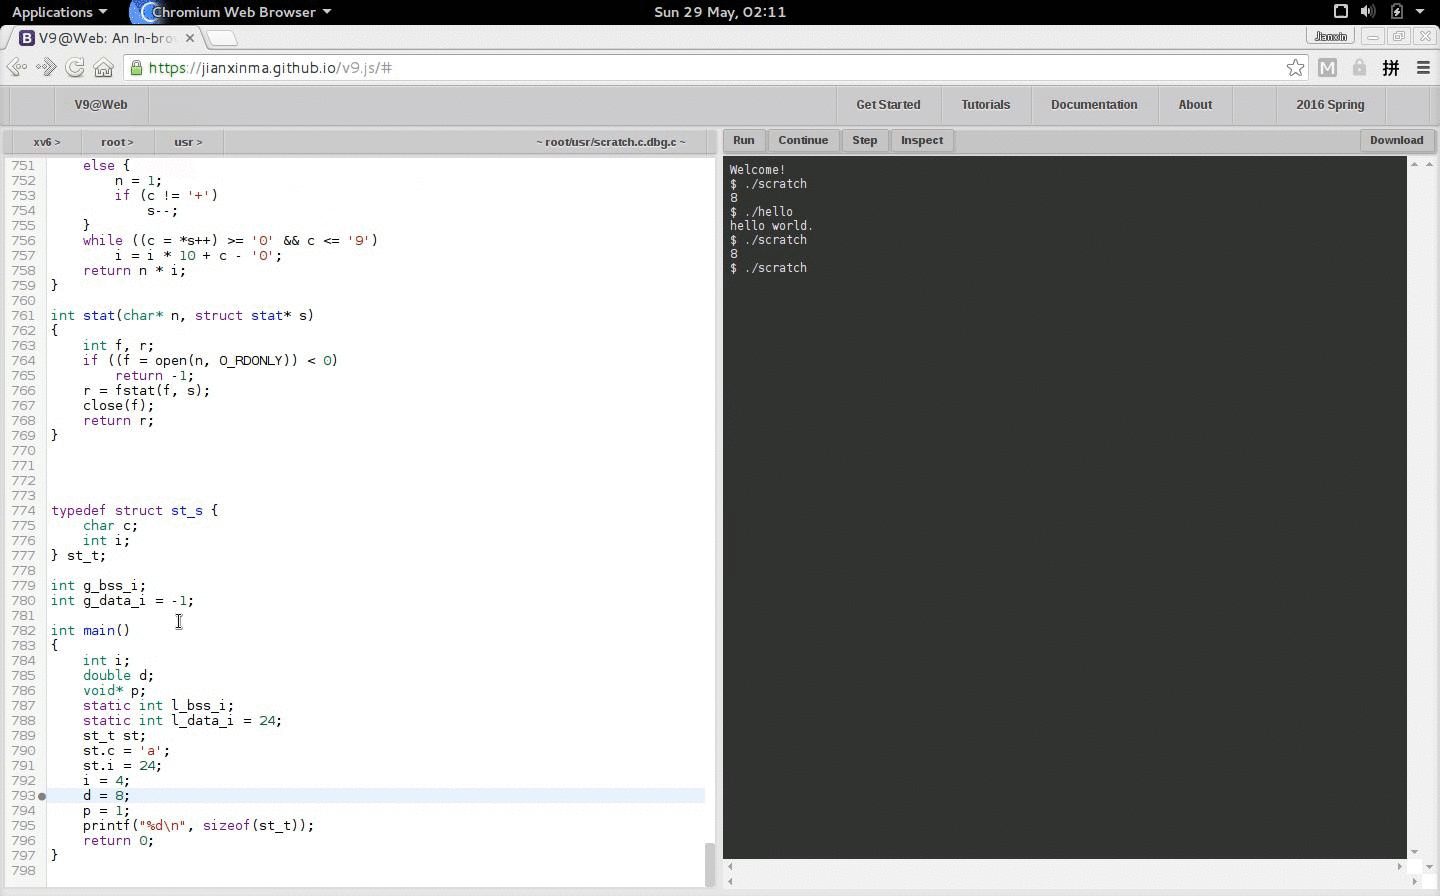 Applications Chromium Web Browser Sun 29 May, 02:11
V9@Web: An In-bro Jianxin
https://jianxinma.github.io/v9.js/# M 拼
V9@Web Get Started Tutorials Documentation About 2016 Spring
xv6 > root > usr > ~ root/usr/scratch.c.dbg.c ~ Run Continue Step Inspect Download
751 else {
752 n = 1;
753 if (c != '+')
754 s--;
755 }
756 while ((c = *s++) >= '0' && c <= '9')
757 i = i * 10 + c - '0';
758 return n * i;
759 }
760
761 int stat(char* n, struct stat* s)
762 {
763 int f, r;
764 if ((f = open(n, O_RDONLY)) < 0)
765 return -1;
766 r = fstat(f, s);
767 close(f);
768 return r;
769 }
770
771
772
773
774 typedef struct st_s {
775 char c;
776 int i;
777 } st_t;
778
779 int g_bss_i;
780 int g_data_i = -1;
781
782 int main()
783 {
784 int i;
785 double d;
786 void* p;
787 static int l_bss_i;
788 static int l_data_i = 24;
789 st_t st;
790 st.c = 'a';
791 st.i = 24;
792 i = 4;
793 d = 8;
794 p = 1;
795 printf("%d\n", sizeof(st_t));
796 return 0;
797 }
798
Welcome!
$ ./scratch
8
$ ./hello
hello world.
$ ./scratch
8
$ ./scratch